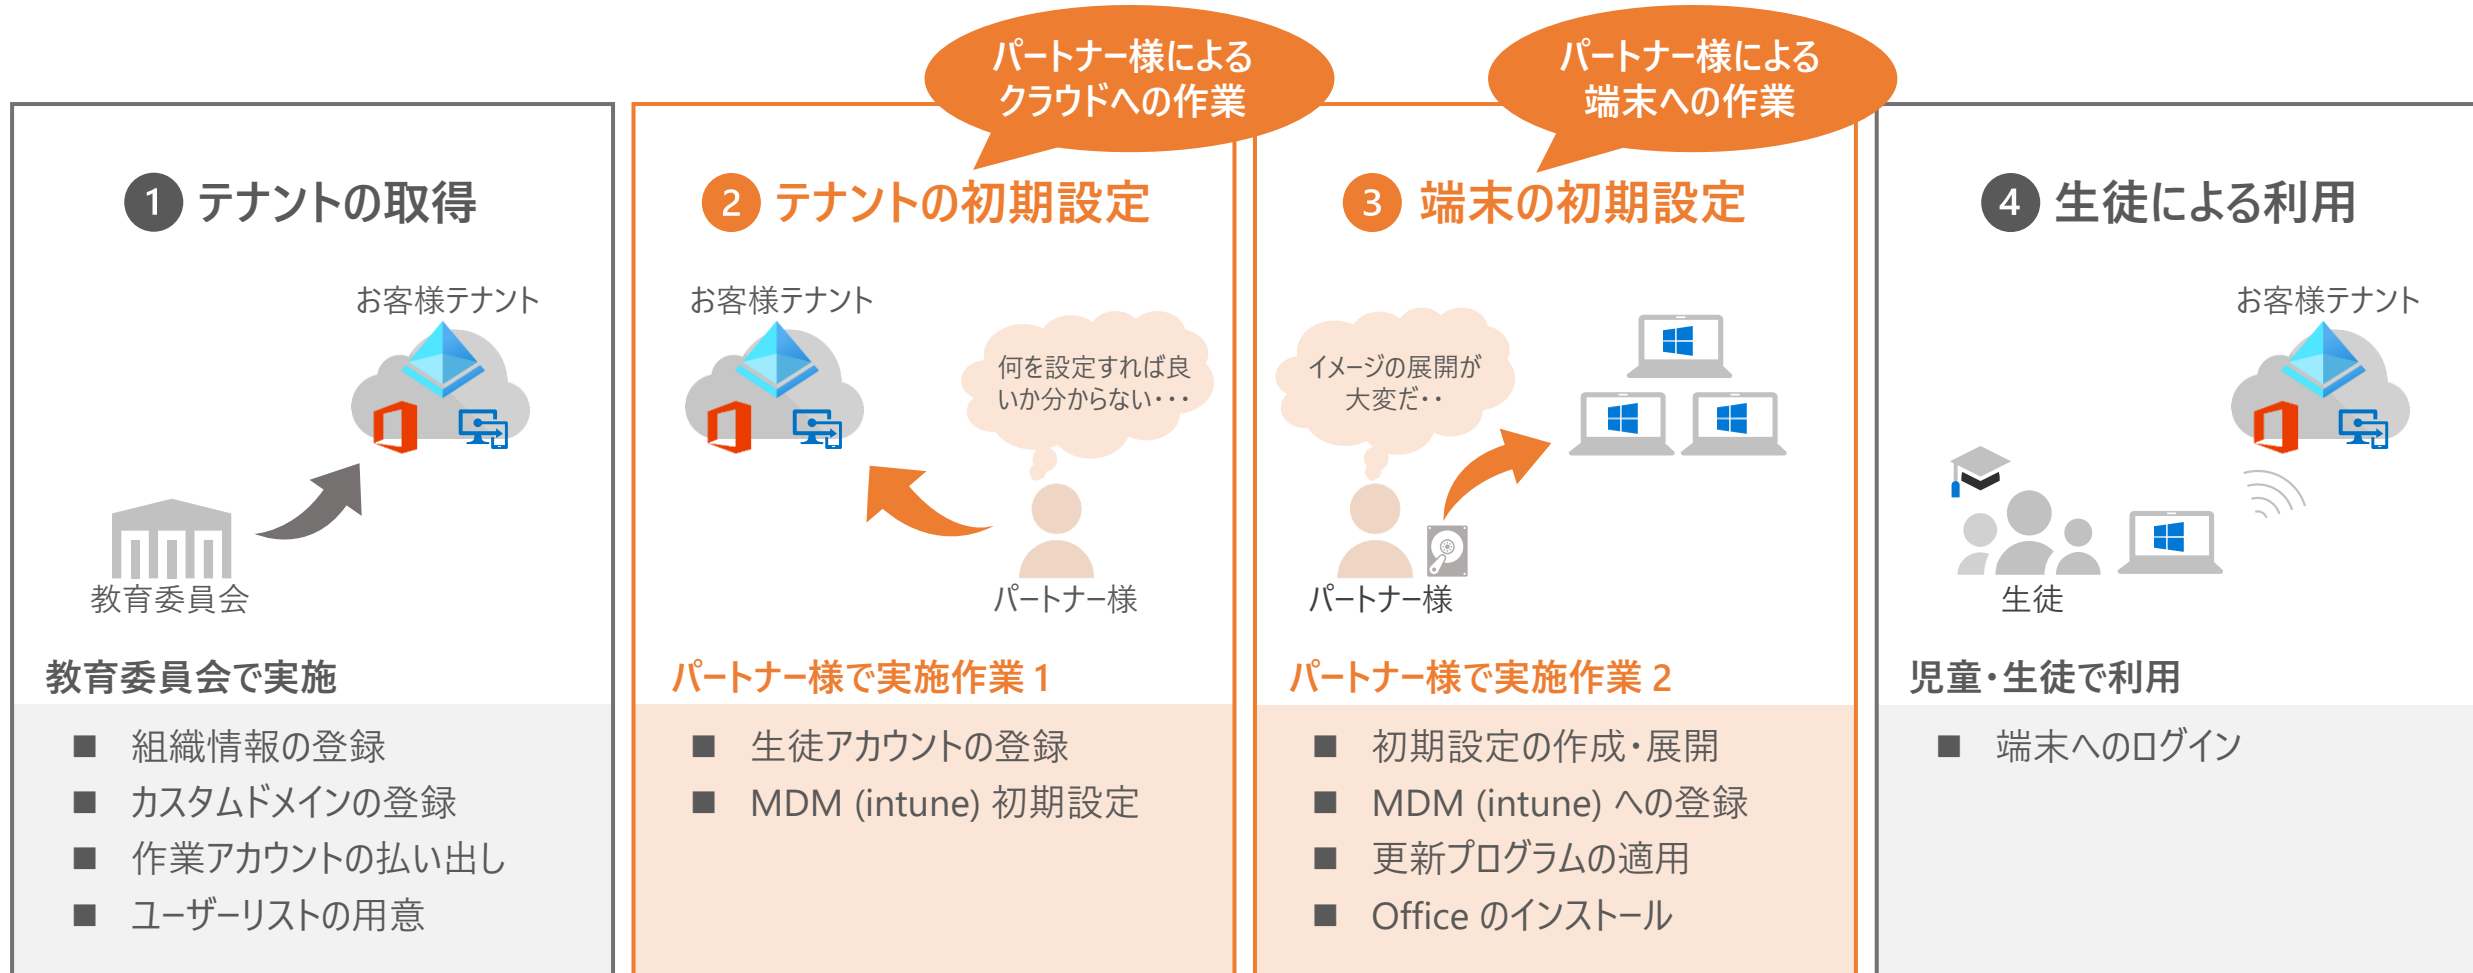 パートナー様による
クラウドへの作業
パートナー様による
端末への作業
1 テナントの取得
お客様テナント
教育委員会
教育委員会で実施
■ 組織情報の登録
■ カスタムドメインの登録
■ 作業アカウントの払い出し
■ ユーザーリストの用意
2 テナントの初期設定
お客様テナント
何を設定すれば良
いか分からない・・・
パートナー様
パートナー様で実施作業 1
■ 生徒アカウントの登録
■ MDM (intune) 初期設定
3 端末の初期設定
イメージの展開が
大変だ・・
パートナー様
パートナー様で実施作業 2
■ 初期設定の作成・展開
■ MDM (intune) への登録
■ 更新プログラムの適用
■ Office のインストール
4 生徒による利用
お客様テナント
生徒
児童・生徒で利用
■ 端末へのログイン